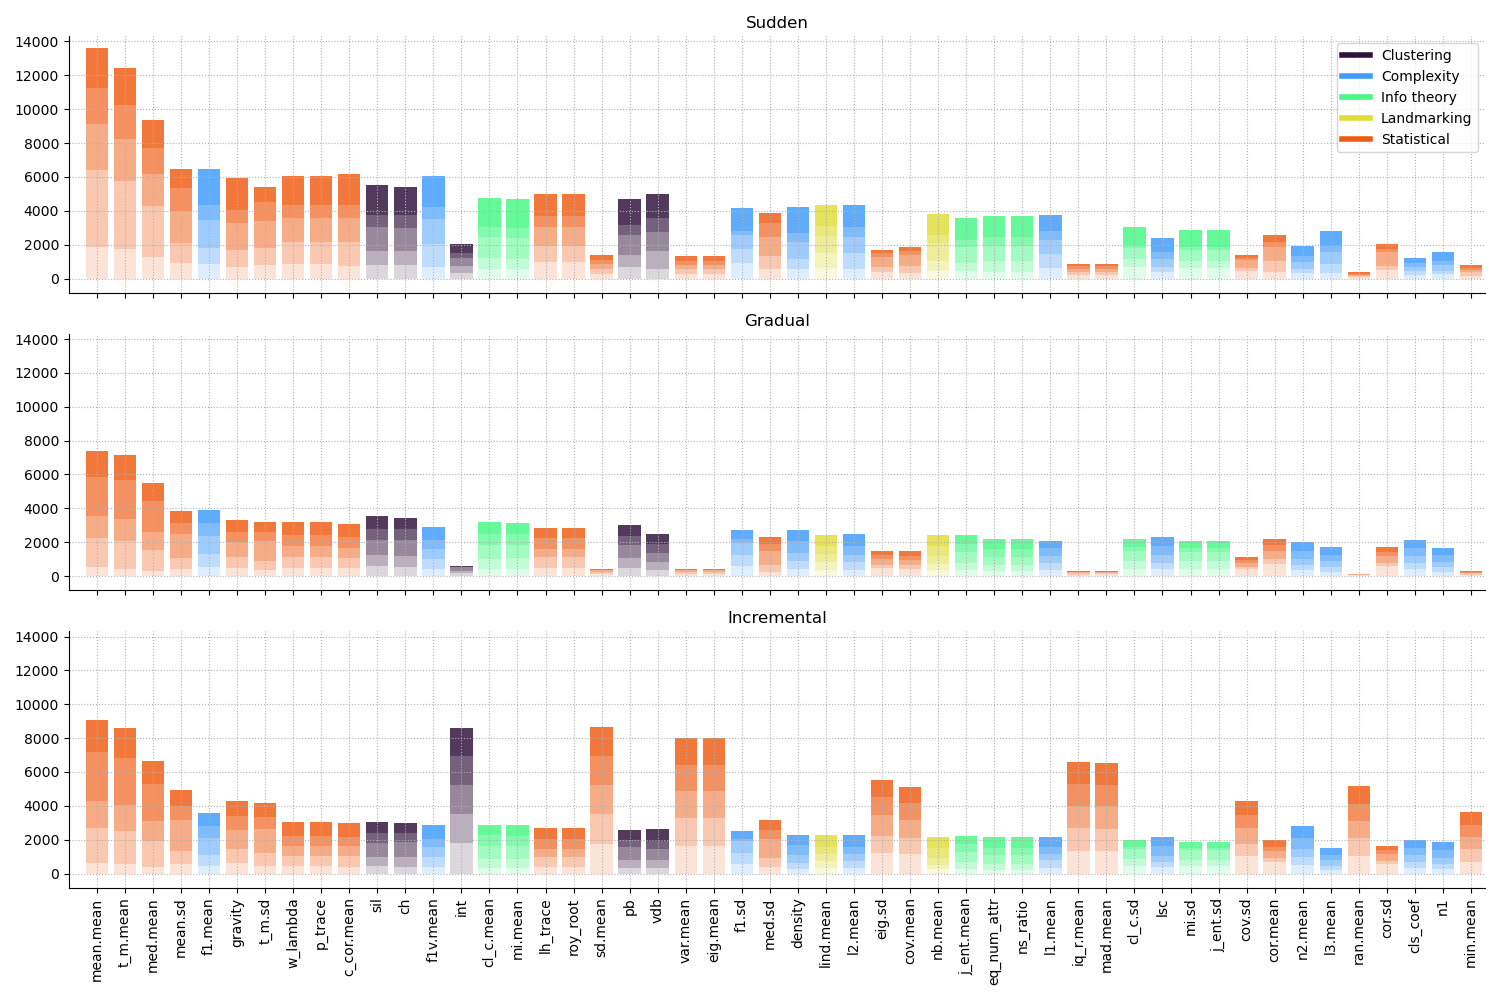 Sudden
14000
12000
10000
8000
6000
4000
2000
0
Clustering
Complexity
Info theory
Landmarking
Statistical
Gradual
14000
12000
10000
8000
6000
4000
2000
0
Incremental
14000
12000
10000
8000
6000
4000
2000
0
mean.mean
t_m.mean
med.mean
mean.sd
f1.mean
gravity
t_m.sd
w_lambda
p_trace
c_cor.mean
sil
ch
f1v.mean
int
cl_c.mean
mi.mean
lh_trace
roy_root
sd.mean
pb
vdb
var.mean
eig.mean
f1.sd
med.sd
density
lind.mean
l2.mean
eig.sd
cov.mean
nb.mean
j_ent.mean
eq_num_attr
ns_ratio
l1.mean
iq_r.mean
mad.mean
cl_c.sd
lsc
mi.sd
j_ent.sd
cov.sd
cor.mean
n2.mean
l3.mean
ran.mean
cor.sd
cls_coef
n1
min.mean